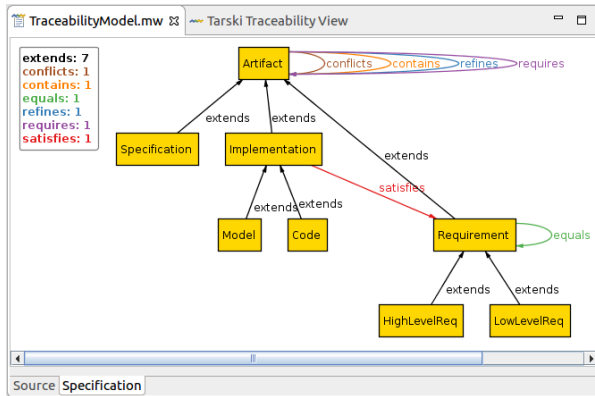 TraceabilityModel.mw
Tarski Traceability View
extends: 7
conflicts: 1
contains: 1
equals: 1
refines: 1
requires: 1
satisfies: 1
Artifact
conflicts
contains
refines
requires
extends
extends
Specification
Implementation
extends
satisfies
extends
extends
Model
Code
Requirement
equals
extends
extends
HighLevelReq
LowLevelReq
Source
Specification